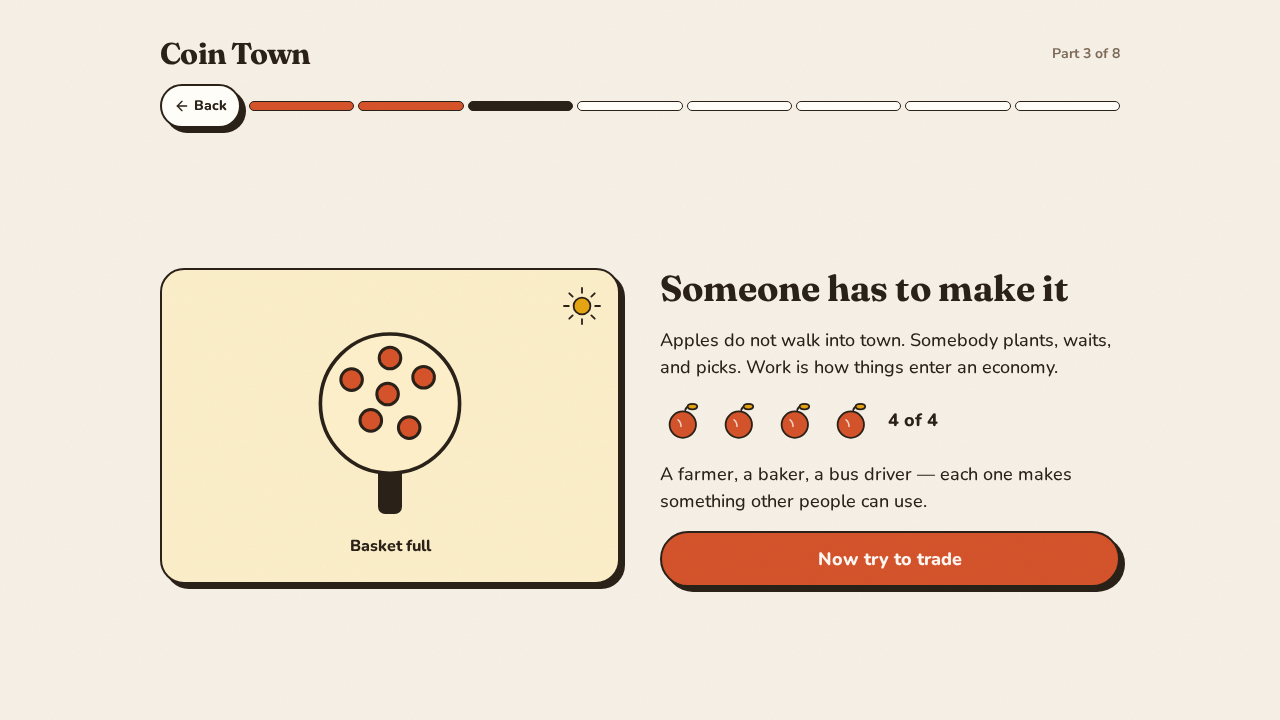 Coin Town
Part 3 of 8
Back
Someone has to make it
Apples do not walk into town. Somebody plants, waits,
and picks. Work is how things enter an economy.
4 of 4
A farmer, a baker, a bus driver — each one makes
something other people can use.
Basket full
Now try to trade